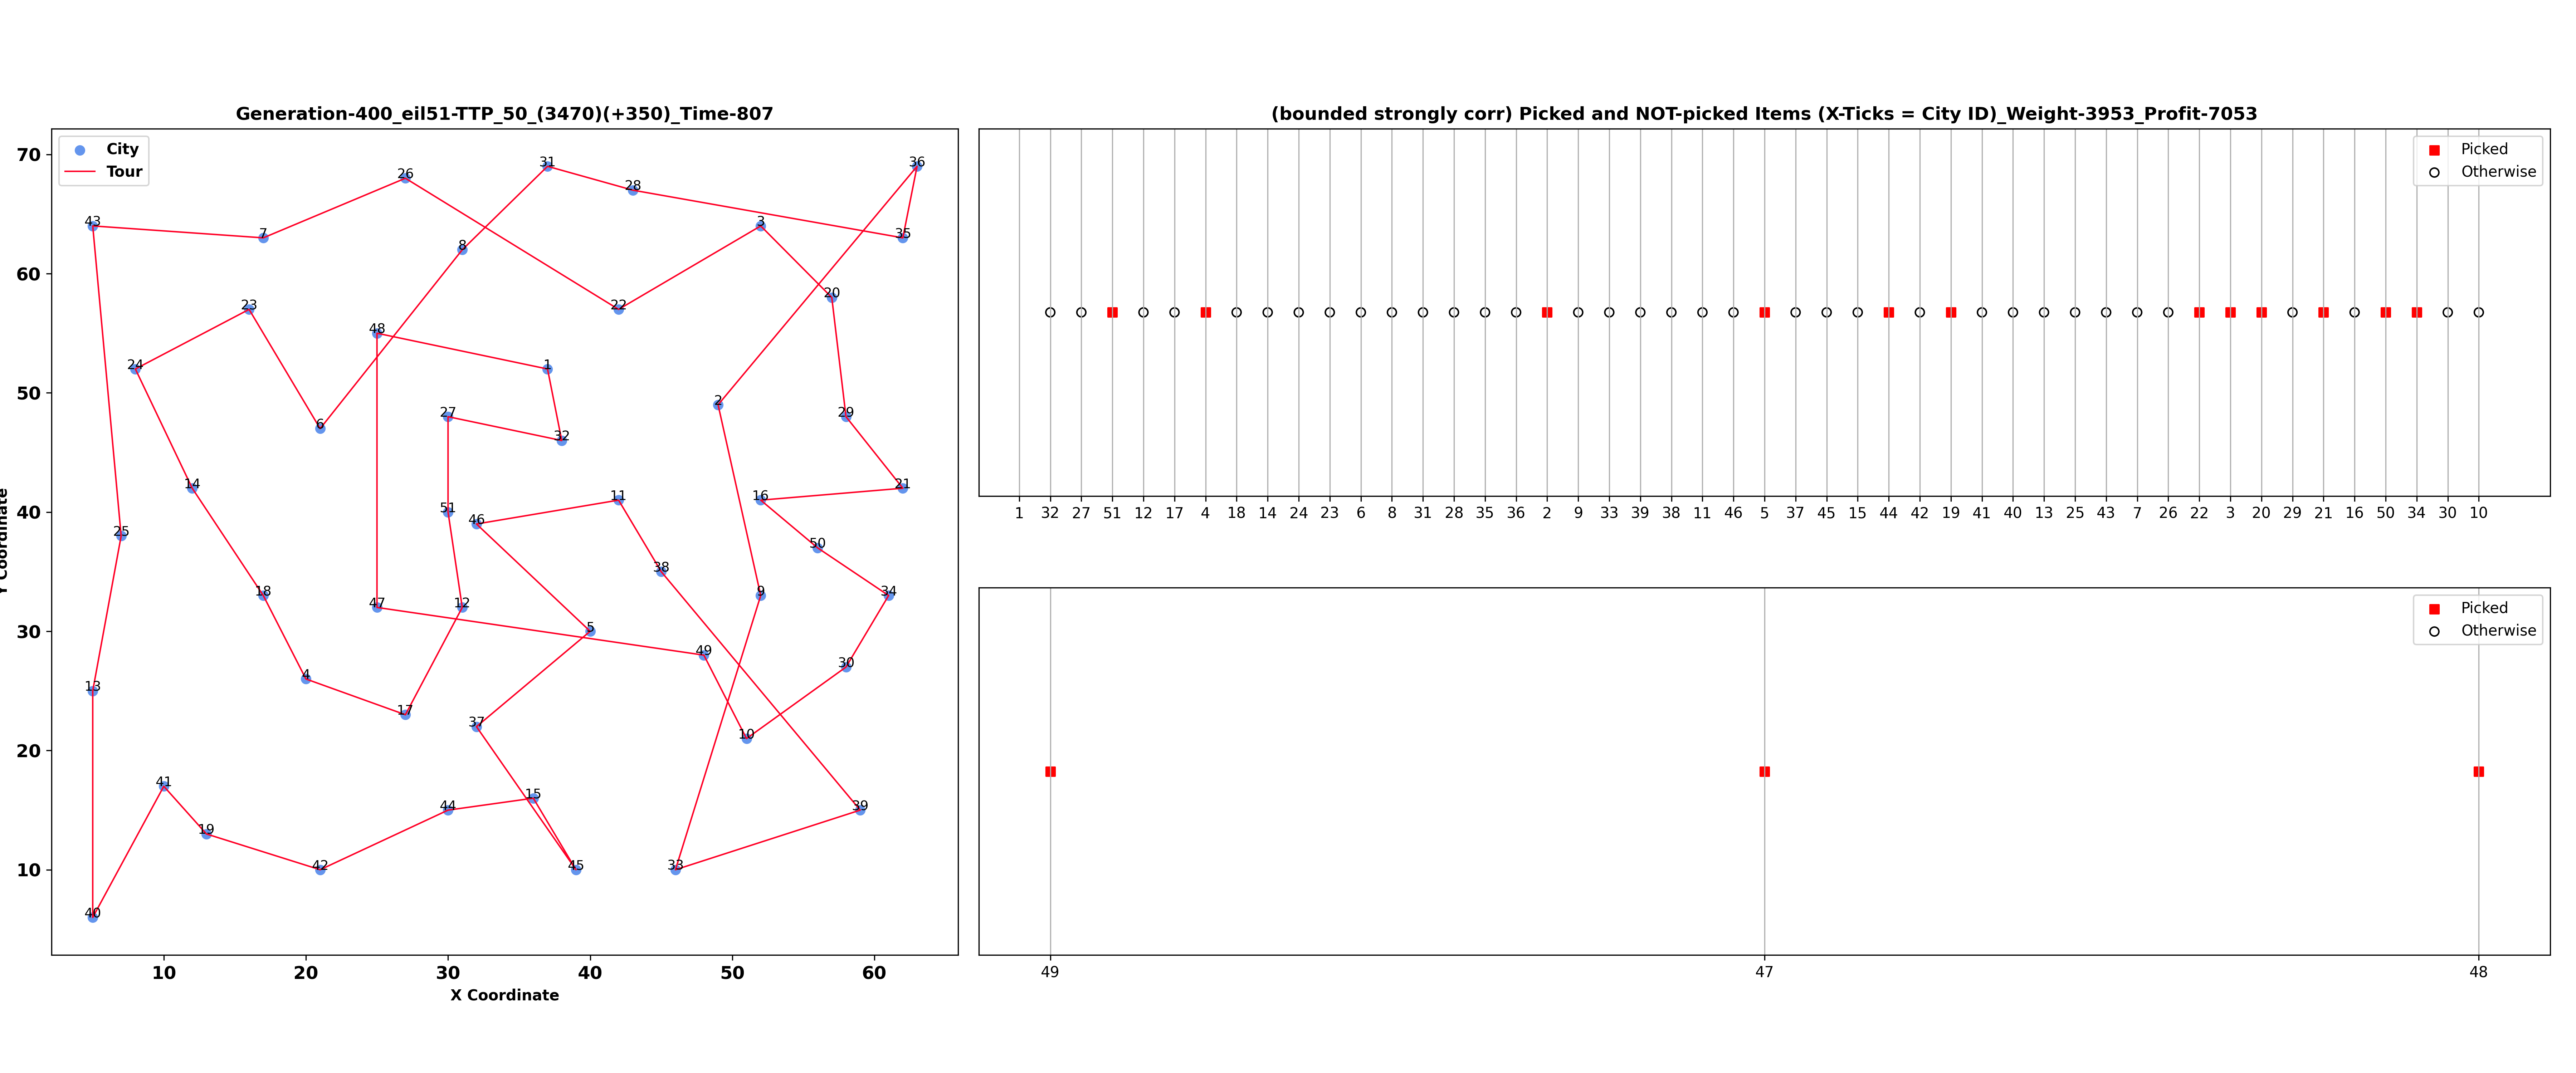 Generation-400_eil51-TTP_50_(3470)(+350)_Time-807
City
Tour
70
60
50
40
30
20
10
10 20 30 40 50 60
X Coordinate
Y Coordinate
31 36
26 28
43 3
7 35
8
20
23 22
48
24 1
2
27 29
6 32
14 21
16 11
51 46
25 50
38
18 9 34
47 12
5
49
30
4
13
17
37 10
41
15
44 39
19
42 45 33
40
(bounded strongly corr) Picked and NOT-picked Items (X-Ticks = City ID)_Weight-3953_Profit-7053
Picked
Otherwise
1 32 27 51 12 17 4 18 14 24 23 6 8 31 28 35 36 2 9 33 39 38 11 46 5 37 45 15 44 42 19 41 40 13 25 43 7 26 22 3 20 29 21 16 50 34 30 10
Picked
Otherwise
49 47 48